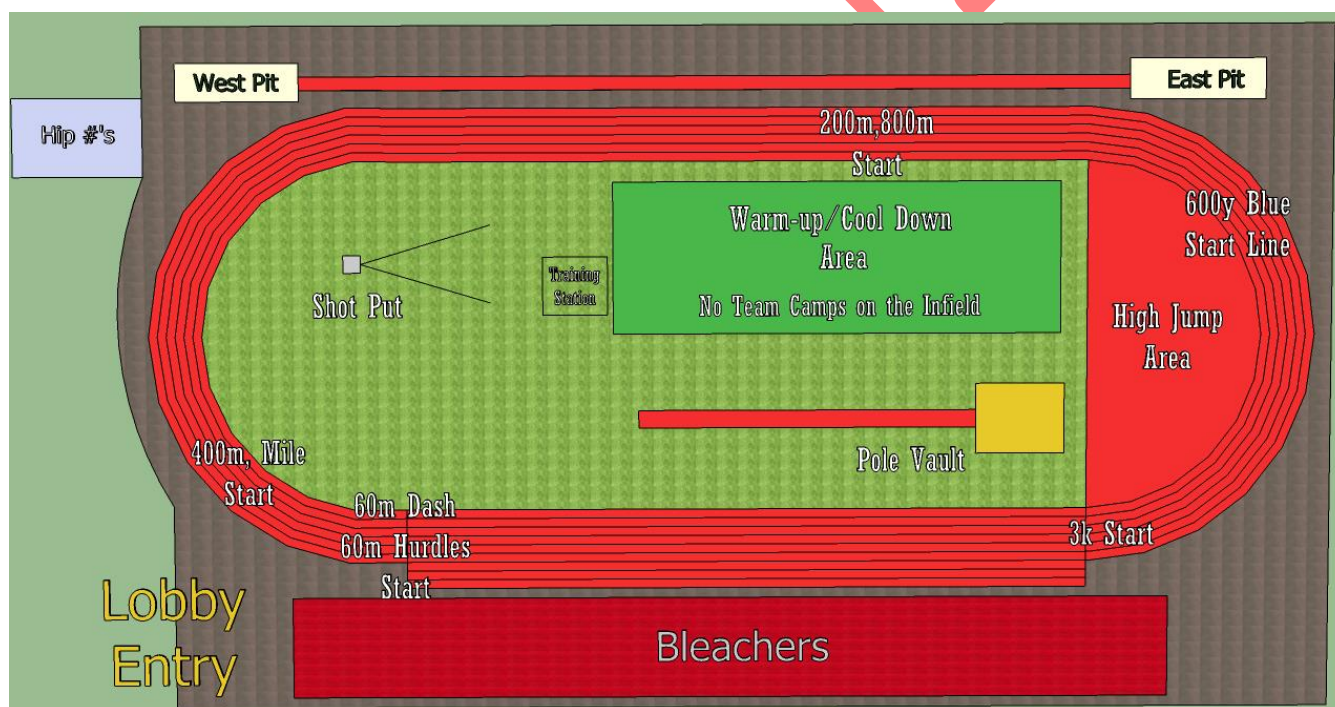 West Pit
East Pit
Hip #'s
200m,800m
Start
600y Blue
Start Line
Warm-up/Cool Down
Area
No Team Camps on the Infield
Training
Station
Shot Put
High Jump
Area
Pole Vault
400m, Mile
Start
60m Dash
60m Hurdles
Start
3k Start
Lobby
Entry
Bleachers